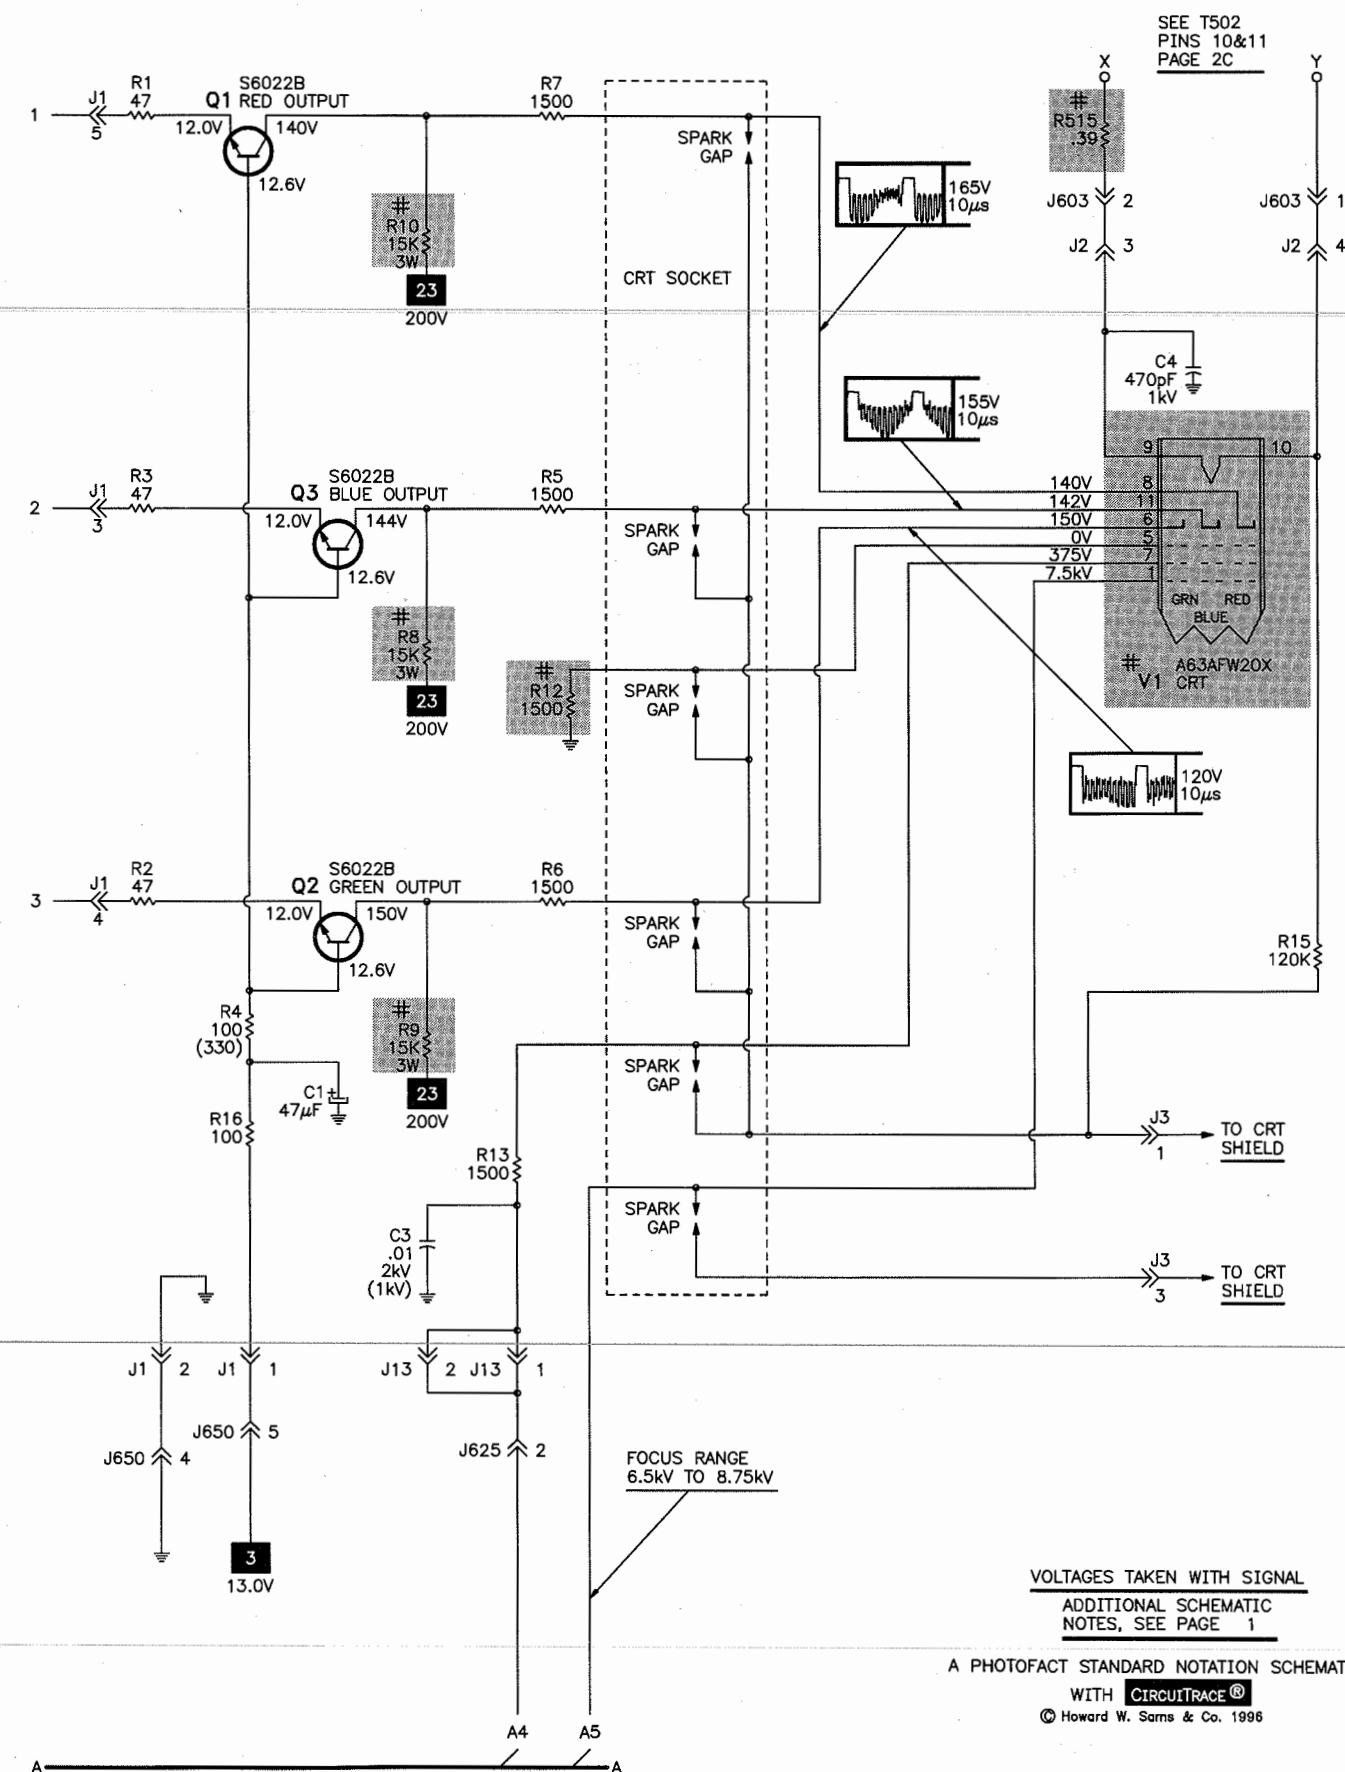 SEE T502
PINS 10&11
PAGE 2C
X
Y
#
R515
.39
J603 2
J603 1
J2 3
J2 4
1
J1
5
R1
47
Q1
S6022B
RED OUTPUT
12.0V
140V
12.6V
R7
1500
#
R10
15K
3W
23
200V
SPARK
GAP
CRT SOCKET
165V
10µs
155V
10µs
C4
470pF
1kV
2
J1
3
R3
47
Q3
S6022B
BLUE OUTPUT
12.0V
144V
12.6V
R5
1500
#
R8
15K
3W
23
200V
SPARK
GAP
#
R12
1500
SPARK
GAP
9
10
140V 8
142V 11
150V 6
0V 5
375V 7
7.5kV 1
GRN RED
BLUE
#
V1
A63AFW20X
CRT
120V
10µs
3
J1
4
R2
47
Q2
S6022B
GREEN OUTPUT
12.0V
150V
12.6V
R6
1500
#
R9
15K
3W
23
200V
SPARK
GAP
R15
120K
R4
100
(330)
C1
+
47µF
R16
100
SPARK
GAP
R13
1500
J3
1
TO CRT
SHIELD
SPARK
GAP
C3
.01
2kV
(1kV)
J3
3
TO CRT
SHIELD
J1 2
J1 1
J13 2
J13 1
J650 4
J650 5
J625 2
3
13.0V
FOCUS RANGE
6.5kV TO 8.75kV
VOLTAGES TAKEN WITH SIGNAL
ADDITIONAL SCHEMATIC
NOTES, SEE PAGE 1
A PHOTOFACT STANDARD NOTATION SCHEMAT
WITH CIRCUITRACE®
© Howard W. Sams & Co. 1996
A4
A5
A
A